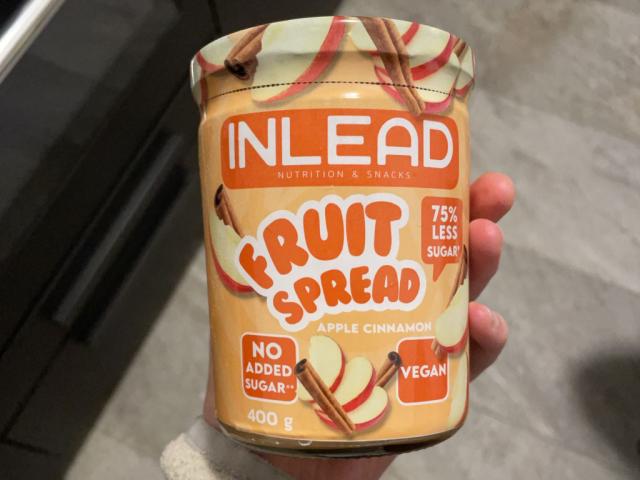 INLEAD
NUTRITION & SNACKS
FRUIT
SPREAD
75%
LESS
SUGAR*
APPLE CINNAMON
NO
ADDED
SUGAR**
VEGAN
400 g